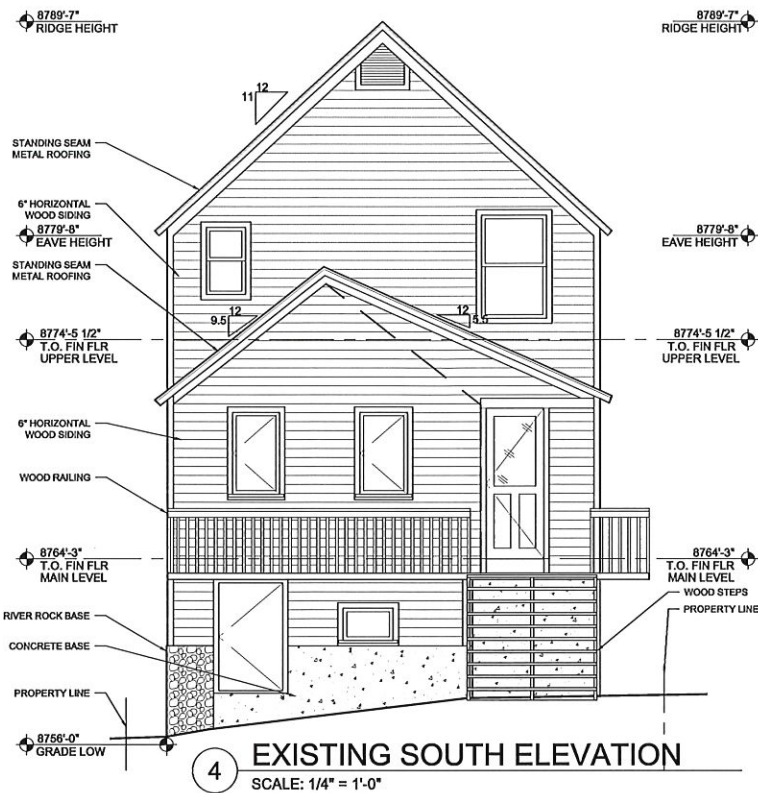 8789'-7"
RIDGE HEIGHT
8789'-7"
RIDGE HEIGHT
12
11
STANDING SEAM
METAL ROOFING
6" HORIZONTAL
WOOD SIDING
8779'-8"
EAVE HEIGHT
8779'-8"
EAVE HEIGHT
STANDING SEAM
METAL ROOFING
12
9.5
12
5.5
8774'-5 1/2"
T.O. FIN FLR
UPPER LEVEL
8774'-5 1/2"
T.O. FIN FLR
UPPER LEVEL
6" HORIZONTAL
WOOD SIDING
WOOD RAILING
8764'-3"
T.O. FIN FLR
MAIN LEVEL
8764'-3"
T.O. FIN FLR
MAIN LEVEL
WOOD STEPS
RIVER ROCK BASE
PROPERTY LINE
CONCRETE BASE
PROPERTY LINE
8756'-0"
GRADE LOW
4
EXISTING SOUTH ELEVATION
SCALE: 1/4" = 1'-0"